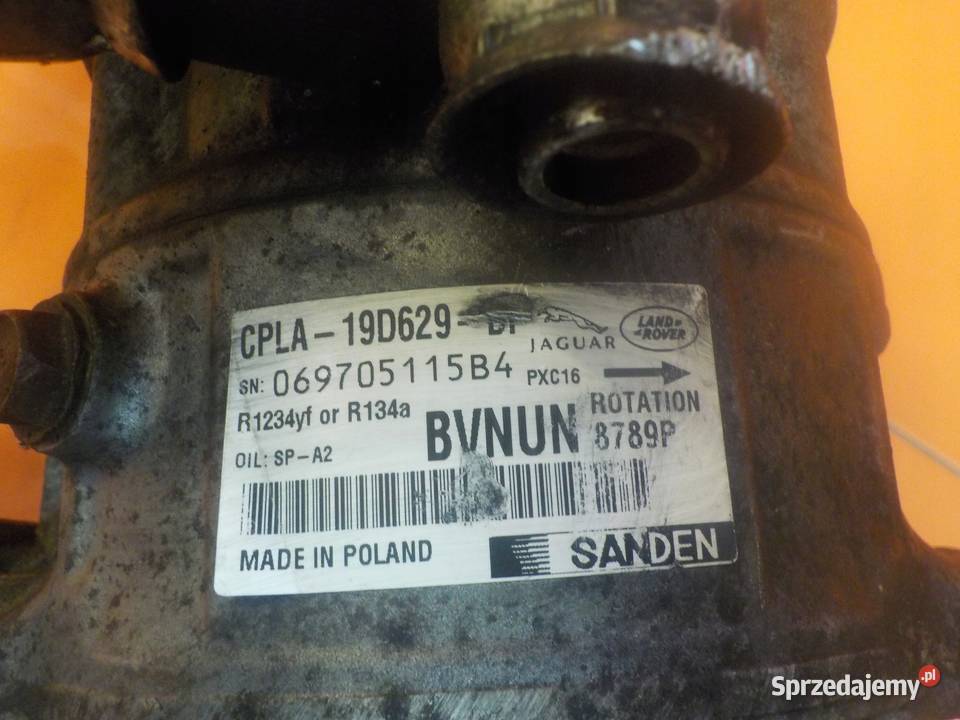 CPLA-19D629-
JAGUAR
LAND ROVER
SN: 069705115B4
PXC16
R1234yf or R134a
BVNUN
ROTATION
8789P
OIL: SP-A2
MADE IN POLAND
SANDEN
Sprzedajemy.pl